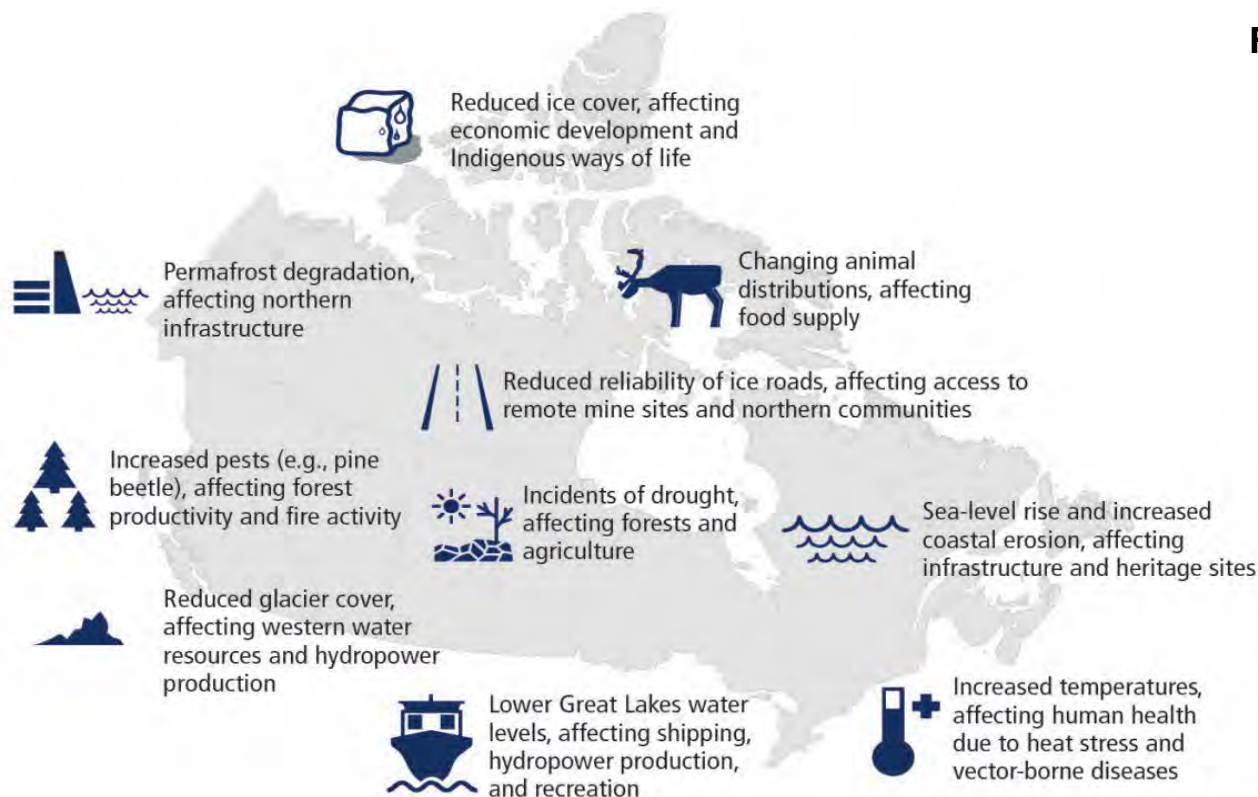 Reduced ice cover, affecting
economic development and
Indigenous ways of life
Permafrost degradation,
affecting northern
infrastructure
Changing animal
distributions, affecting
food supply
Reduced reliability of ice roads, affecting access to
remote mine sites and northern communities
Increased pests (e.g., pine
beetle), affecting forest
productivity and fire activity
Incidents of drought,
affecting forests and
agriculture
Sea-level rise and increased
coastal erosion, affecting
infrastructure and heritage sites
Reduced glacier cover,
affecting western water
resources and hydropower
production
Lower Great Lakes water
levels, affecting shipping,
hydropower production,
and recreation
Increased temperatures,
affecting human health
due to heat stress and
vector-borne diseases